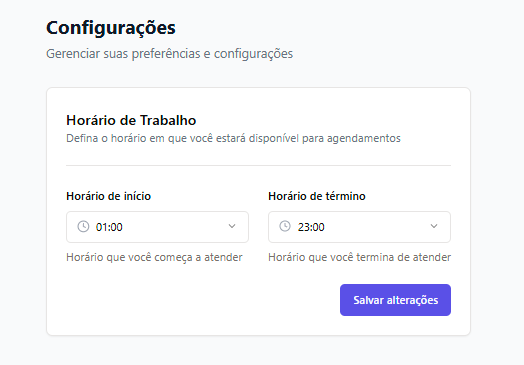 Configurações
Gerenciar suas preferências e configurações
Horário de Trabalho
Defina o horário em que você estará disponível para agendamentos
Horário de início
Horário de término
01:00
23:00
Horário que você começa a atender
Horário que você termina de atender
Salvar alterações